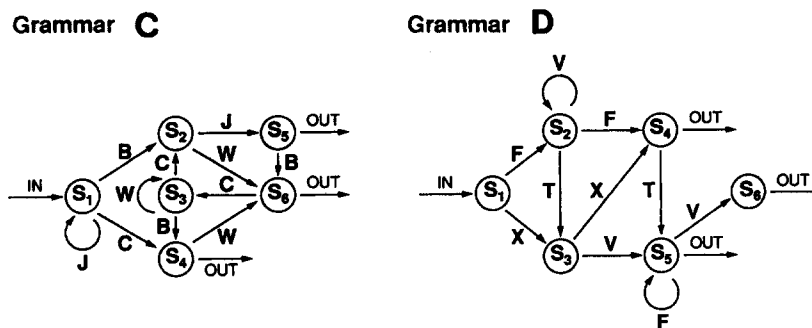 Grammar C
Grammar D
V
S2 J S5 OUT
S2 F S4 OUT
B C W B
F T X T
IN S1 W S3 C S6 OUT
IN S1 V S6 OUT
J C B W
X S3 V S5 OUT
S4 OUT
F